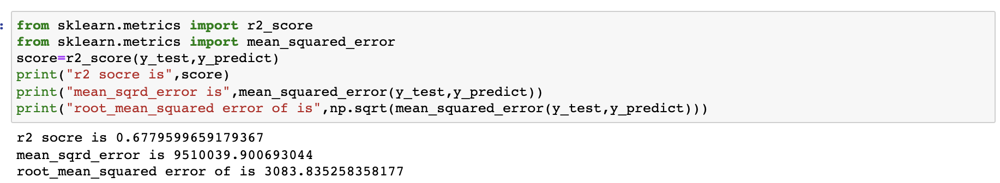 :
from sklearn.metrics import r2_score
from sklearn.metrics import mean_squared_error
score=r2_score(y_test,y_predict)
print("r2 socre is",score)
print("mean_sqrd_error is",mean_squared_error(y_test,y_predict))
print("root_mean_squared error of is",np.sqrt(mean_squared_error(y_test,y_predict)))
r2 socre is 0.6779599659179367
mean_sqrd_error is 9510039.900693044
root_mean_squared error of is 3083.835258358177